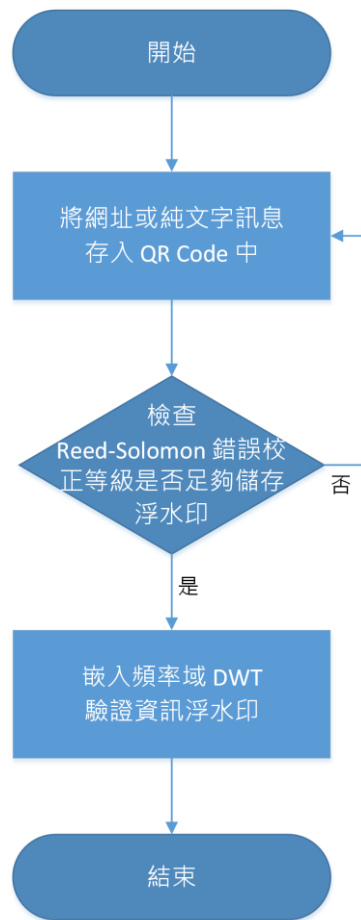 開始
將網址或純文字訊息
存入 QR Code 中
檢查
Reed-Solomon 錯誤校
正等級是否足夠儲存
浮水印
否
是
嵌入頻率域 DWT
驗證資訊浮水印
結束